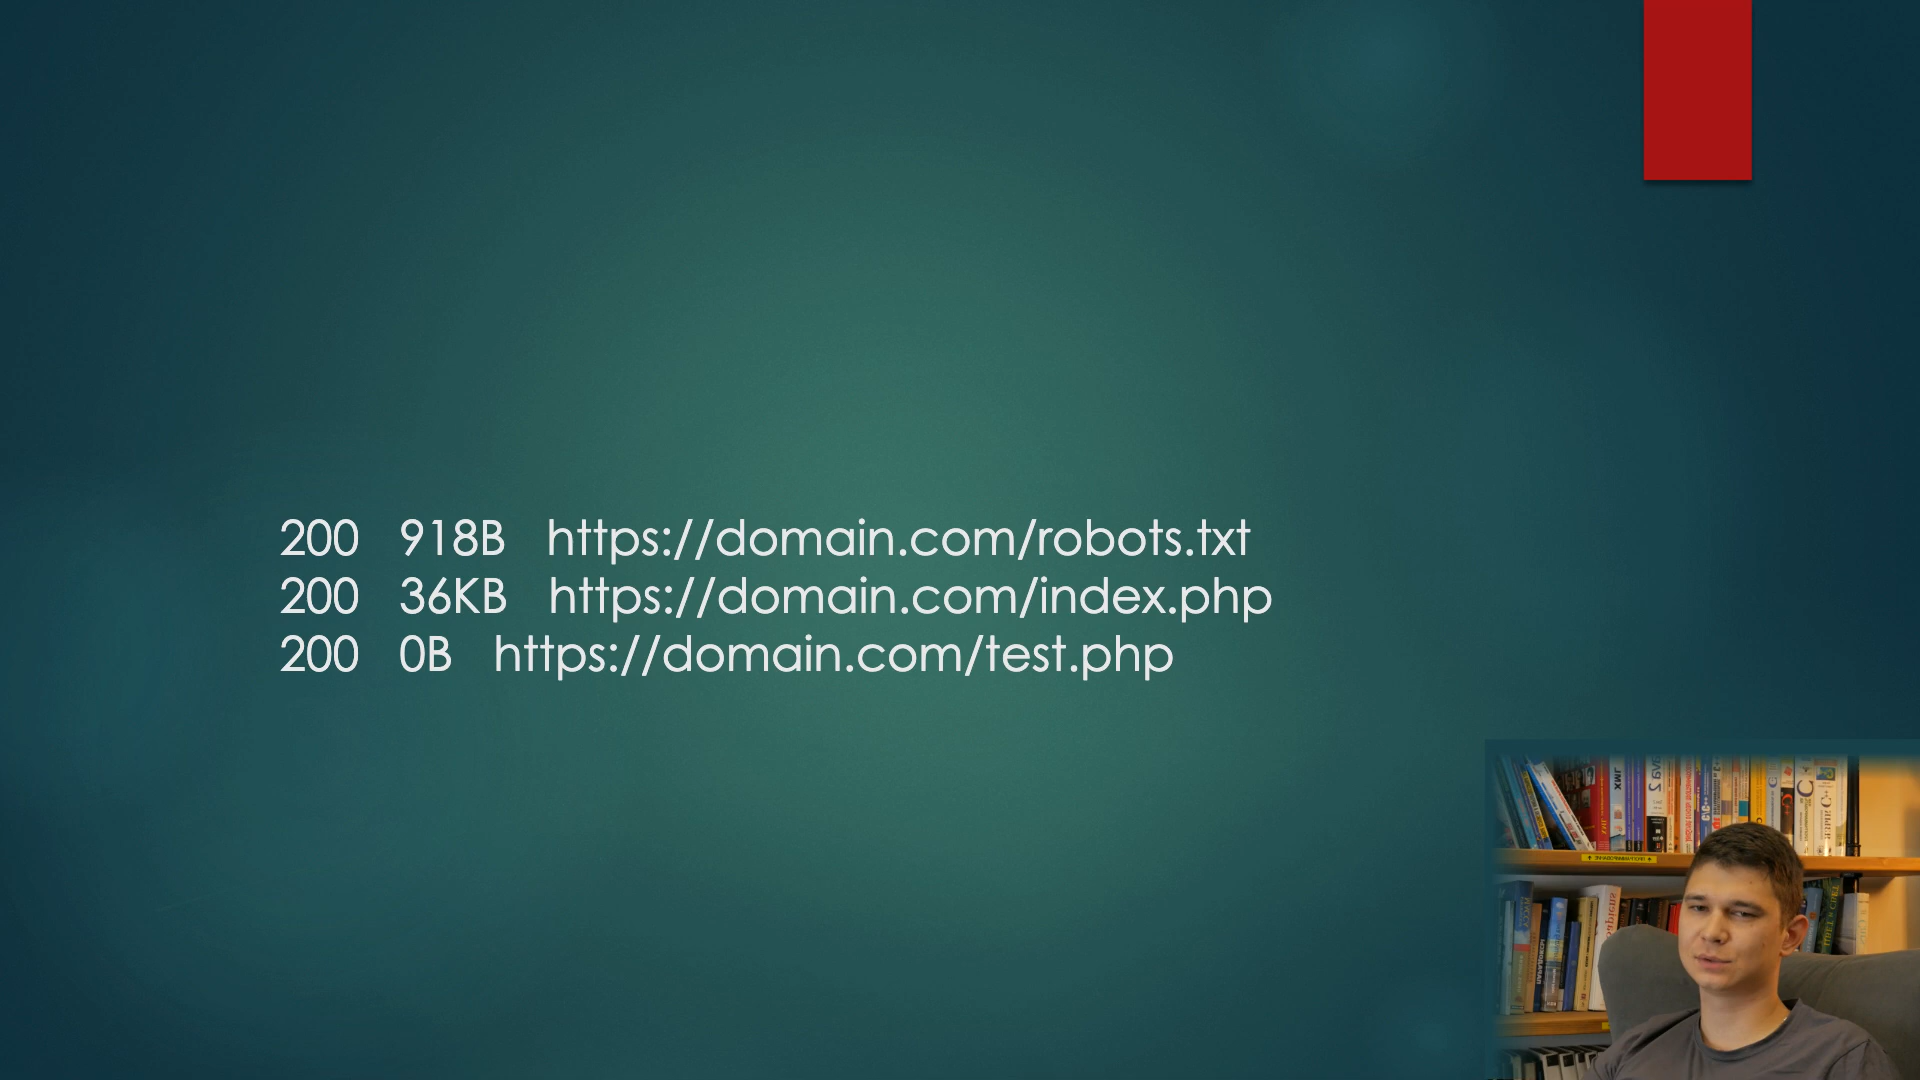 200 918B https://domain.com/robots.txt
200 36KB https://domain.com/index.php
200 0B https://domain.com/test.php